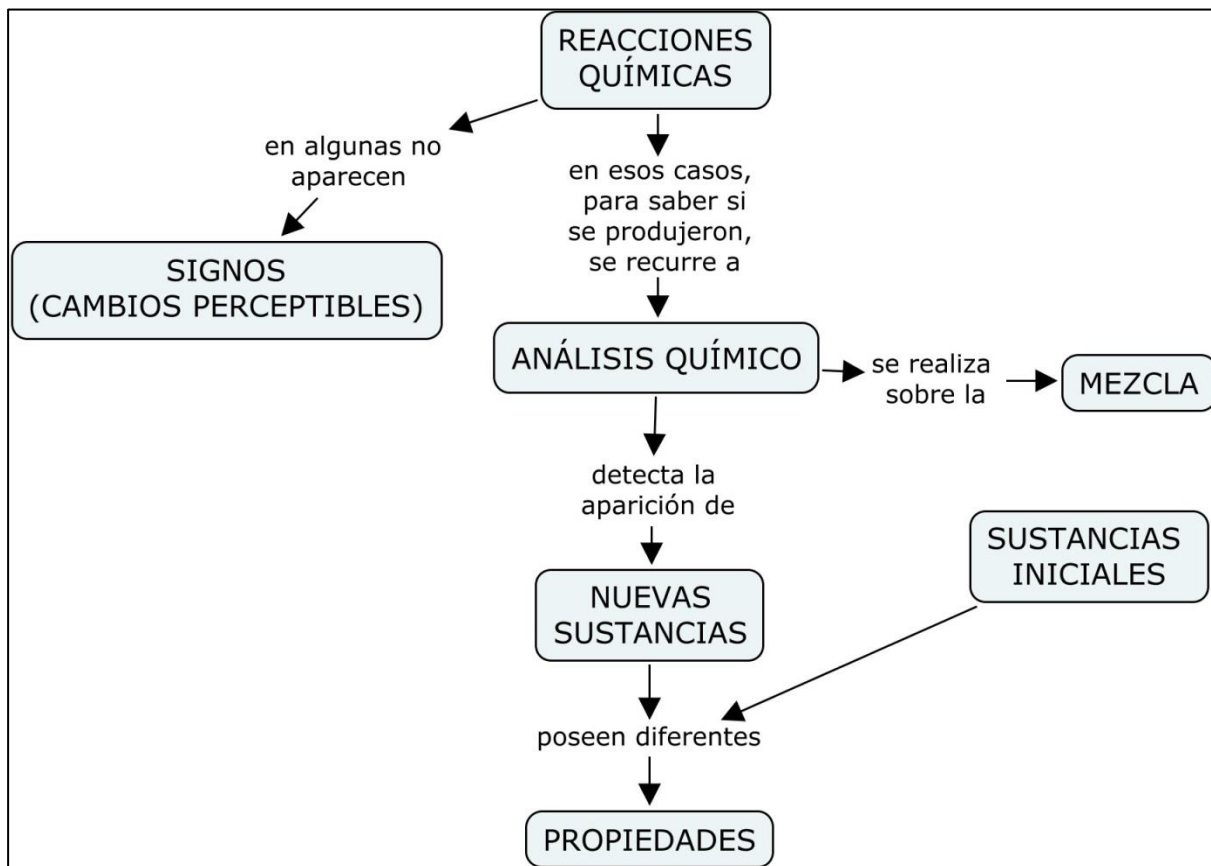 REACCIONES
QUÍMICAS
en algunas no
aparecen
en esos casos,
para saber si
se produjeron,
se recurre a
SIGNOS
(CAMBIOS PERCEPTIBLES)
ANÁLISIS QUÍMICO
se realiza
sobre la
MEZCLA
detecta la
aparición de
NUEVAS
SUSTANCIAS
SUSTANCIAS
INICIALES
poseen diferentes
PROPIEDADES